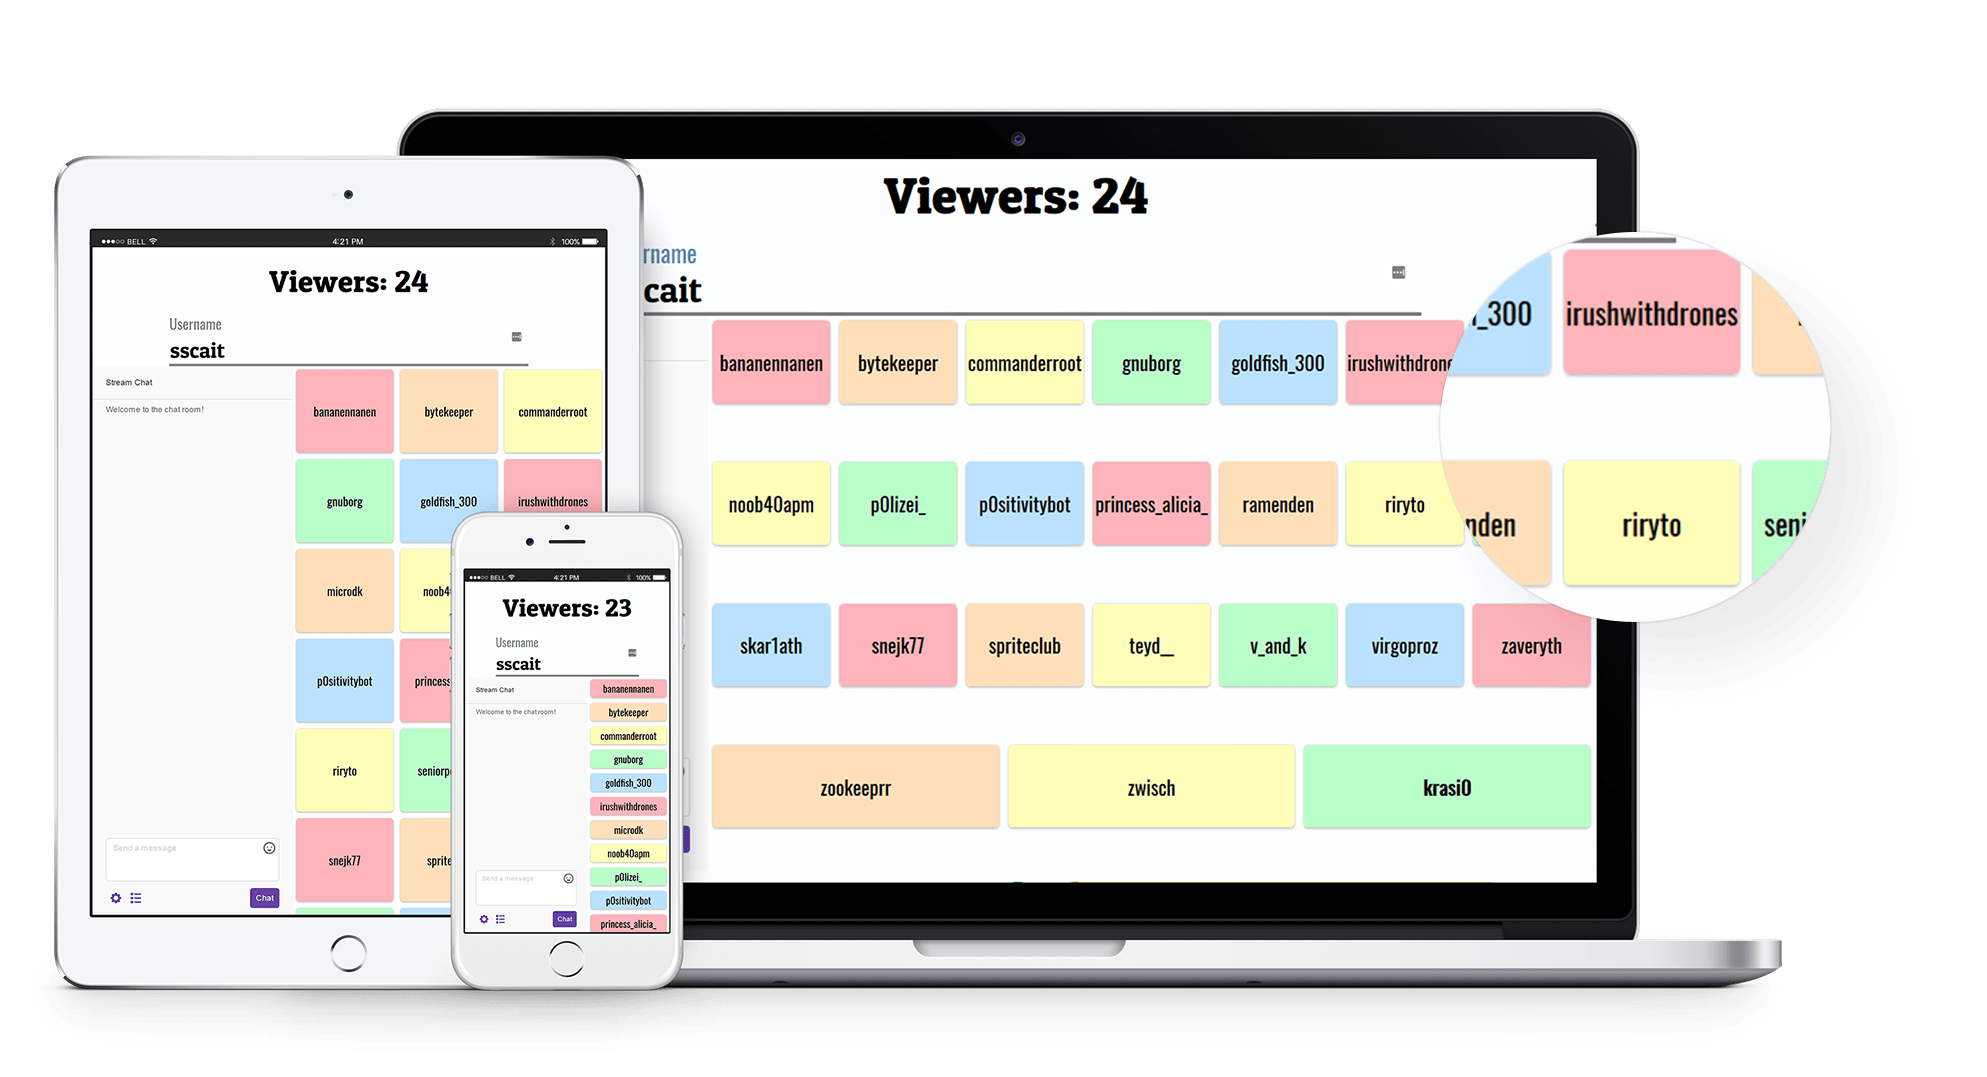 Viewers: 24
rname
cait
bananennanen
bytekeeper
commanderroot
gnuborg
goldfish_300
irushwithdrone
noob40apm
p0lizei_
p0sitivitybot
princess_alicia_
ramenden
riryto
skar1ath
snejk77
spriteclub
teyd__
v_and_k
virgoproz
zaveryth
zookeeprr
zwisch
krasi0
_300
irushwithdrones
nden
riryto
seni
BELL 4:21 PM 100%
Viewers: 24
Username
sscait
Stream Chat
Welcome to the chat room!
bananennanen
bytekeeper
commanderroot
gnuborg
goldfish_300
irushwithdrones
microdk
noob4
p0sitivitybot
princess
riryto
seniorp
snejk77
sprite
Send a message
Chat
BELL 4:21 PM 100%
Viewers: 23
Username
sscait
Stream Chat
Welcome to the chat room!
bananennanen
bytekeeper
commanderroot
gnuborg
goldfish_300
irushwithdrones
microdk
noob40apm
p0lizei_
p0sitivitybot
princess_alicia_
Send a message
Chat